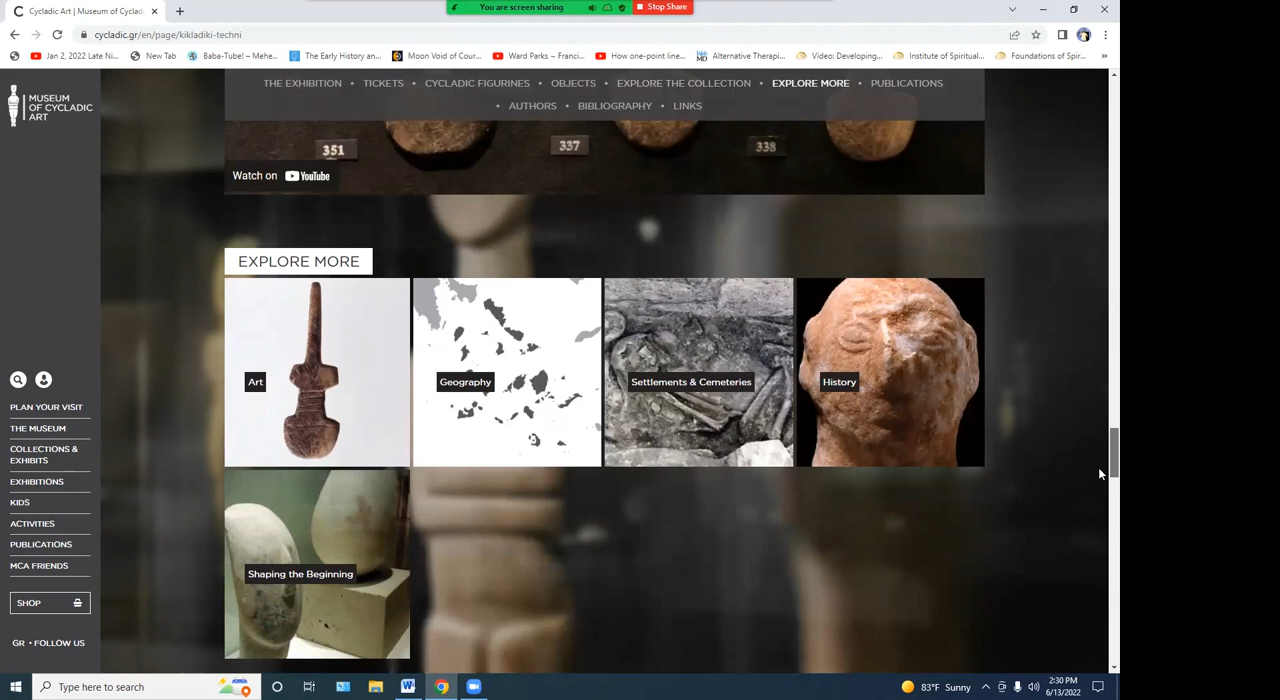 You are screen sharing
Stop Share
Cycladic Art | Museum of Cyclad
cycladic.gr/en/page/kikladiki-techni
Jan 2, 2022 Late Ni...
New Tab
Baba-Tube! – Mehe...
The Early History an...
Moon Void of Cour...
Ward Parks ~ Franci...
How one-point line...
Alternative Therapi...
Video: Developing...
Institute of Spiritual...
Foundations of Spir...
MUSEUM
OF CYCLADIC
ART
THE EXHIBITION • TICKETS • CYCLADIC FIGURINES • OBJECTS • EXPLORE THE COLLECTION • EXPLORE MORE • PUBLICATIONS
• AUTHORS • BIBLIOGRAPHY • LINKS
351
337
338
Watch on YouTube
EXPLORE MORE
Art
Geography
Settlements & Cemeteries
History
Shaping the Beginning
PLAN YOUR VISIT
THE MUSEUM
COLLECTIONS &
EXHIBITS
EXHIBITIONS
KIDS
ACTIVITIES
PUBLICATIONS
MCA FRIENDS
SHOP
GR • FOLLOW US
Type here to search
83°F Sunny
2:30 PM
6/13/2022